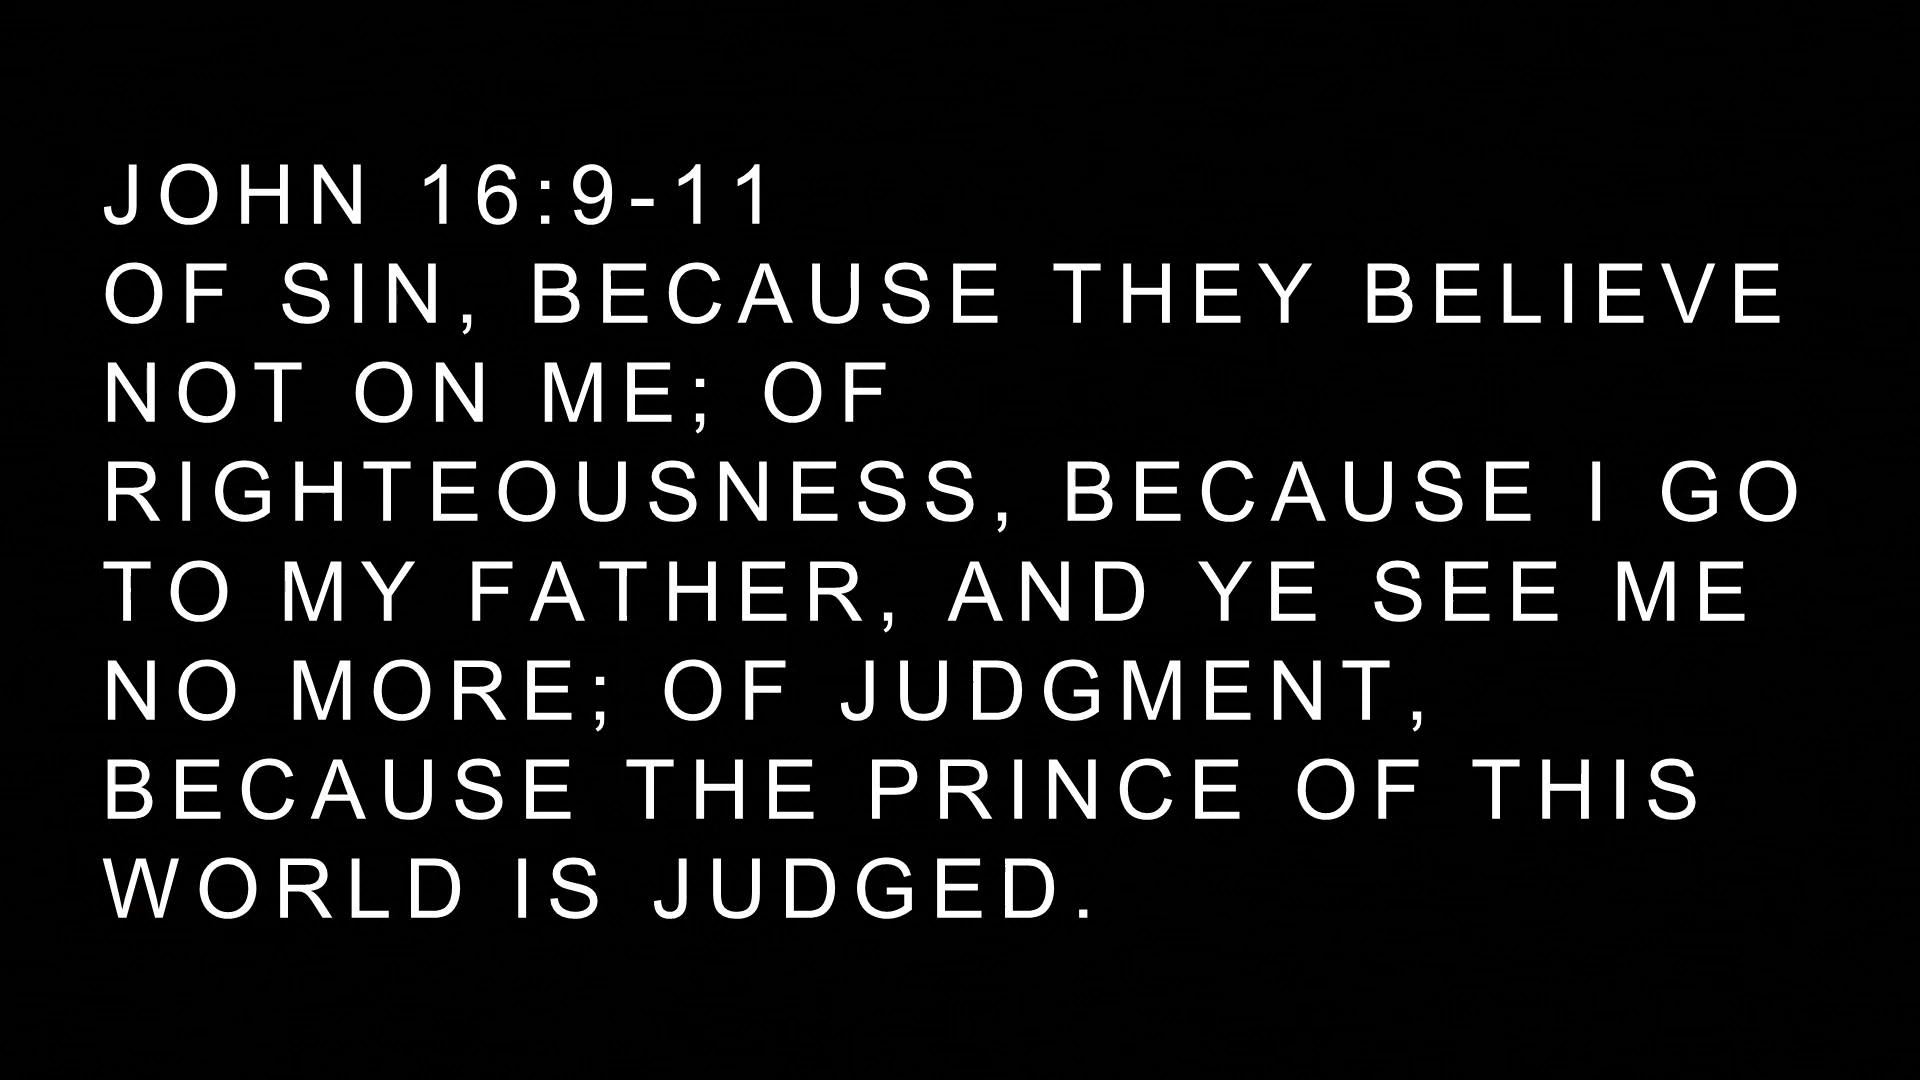 JOHN 16:9-11
OF SIN, BECAUSE THEY BELIEVE
NOT ON ME; OF
RIGHTEOUSNESS, BECAUSE I GO
TO MY FATHER, AND YE SEE ME
NO MORE; OF JUDGMENT,
BECAUSE THE PRINCE OF THIS
WORLD IS JUDGED.